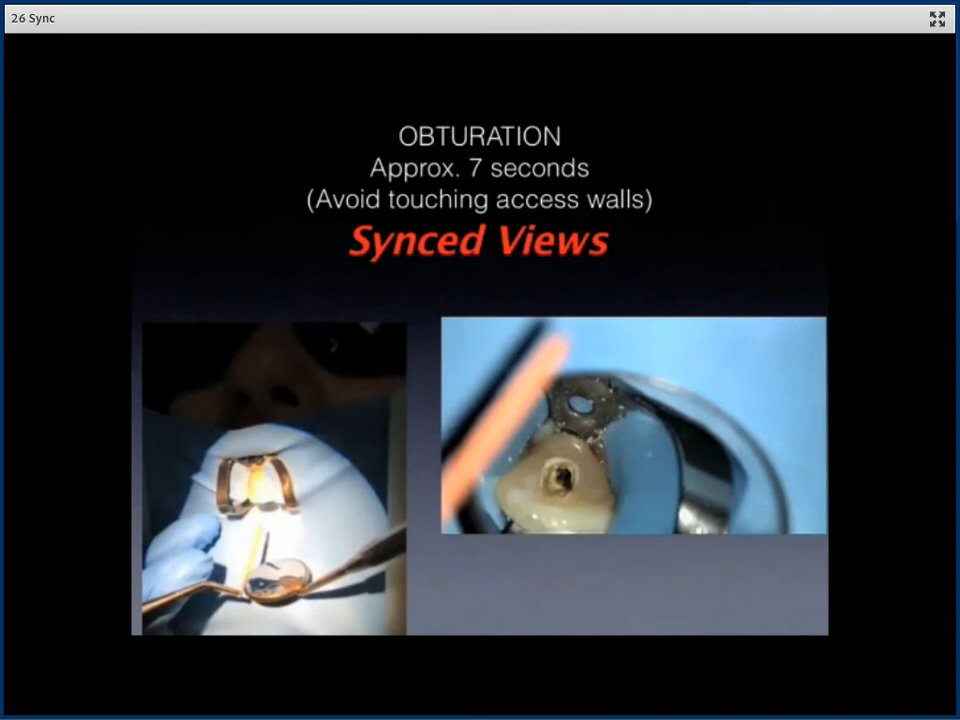 26 Sync
OBTURATION
Approx. 7 seconds
(Avoid touching access walls)
Synced Views